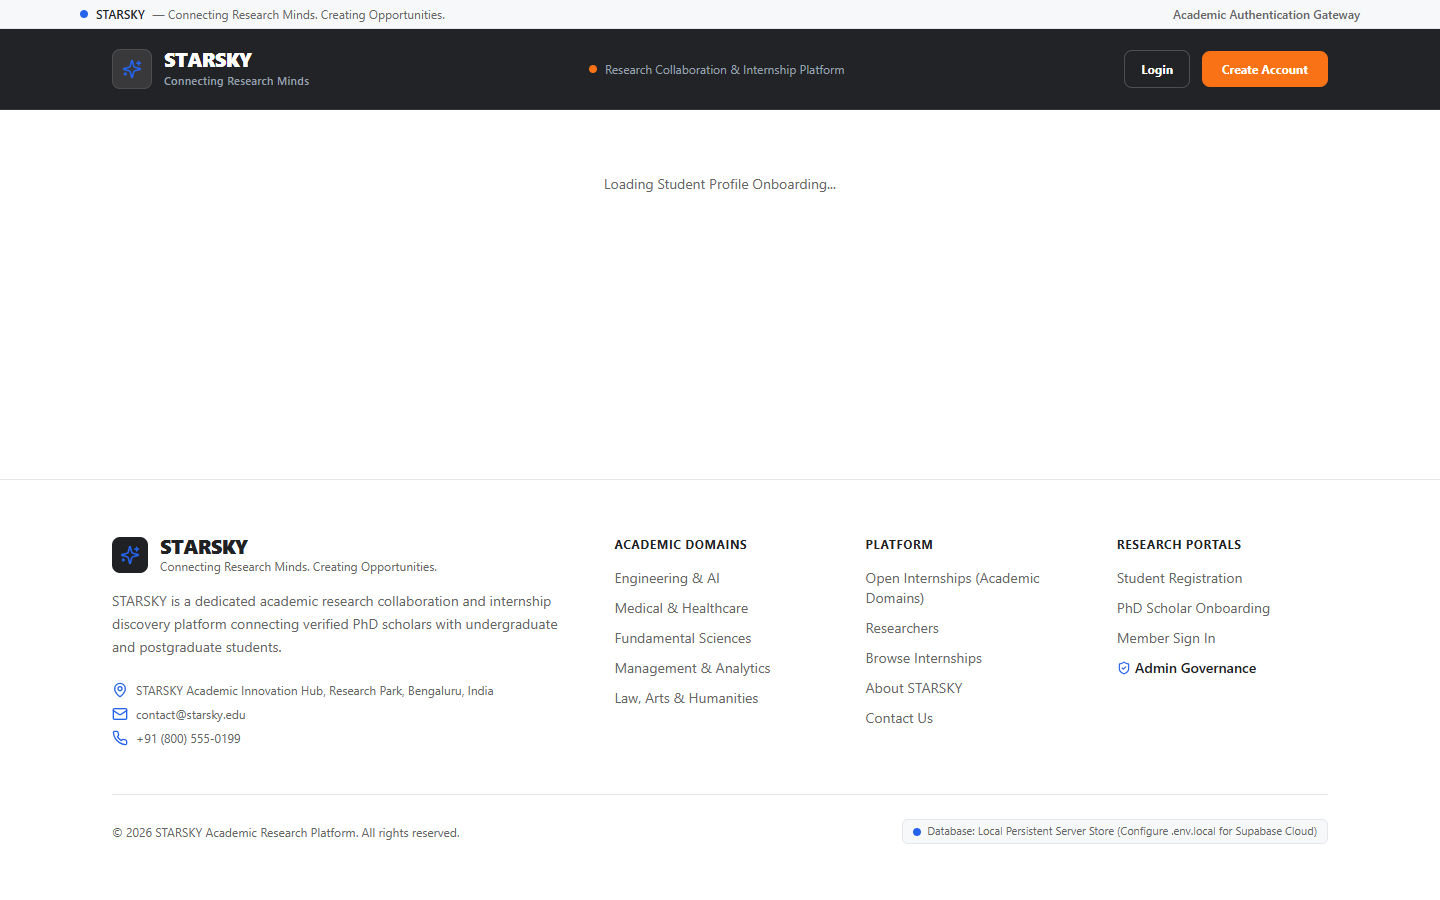 STARSKY — Connecting Research Minds. Creating Opportunities.
Academic Authentication Gateway
STARSKY
Connecting Research Minds
Research Collaboration & Internship Platform
Login
Create Account
Loading Student Profile Onboarding...
STARSKY
Connecting Research Minds. Creating Opportunities.
STARSKY is a dedicated academic research collaboration and internship
discovery platform connecting verified PhD scholars with undergraduate
and postgraduate students.
STARSKY Academic Innovation Hub, Research Park, Bengaluru, India
contact@starsky.edu
+91 (800) 555-0199
ACADEMIC DOMAINS
Engineering & AI
Medical & Healthcare
Fundamental Sciences
Management & Analytics
Law, Arts & Humanities
PLATFORM
Open Internships (Academic
Domains)
Researchers
Browse Internships
About STARSKY
Contact Us
RESEARCH PORTALS
Student Registration
PhD Scholar Onboarding
Member Sign In
Admin Governance
© 2026 STARSKY Academic Research Platform. All rights reserved.
Database: Local Persistent Server Store (Configure .env.local for Supabase Cloud)